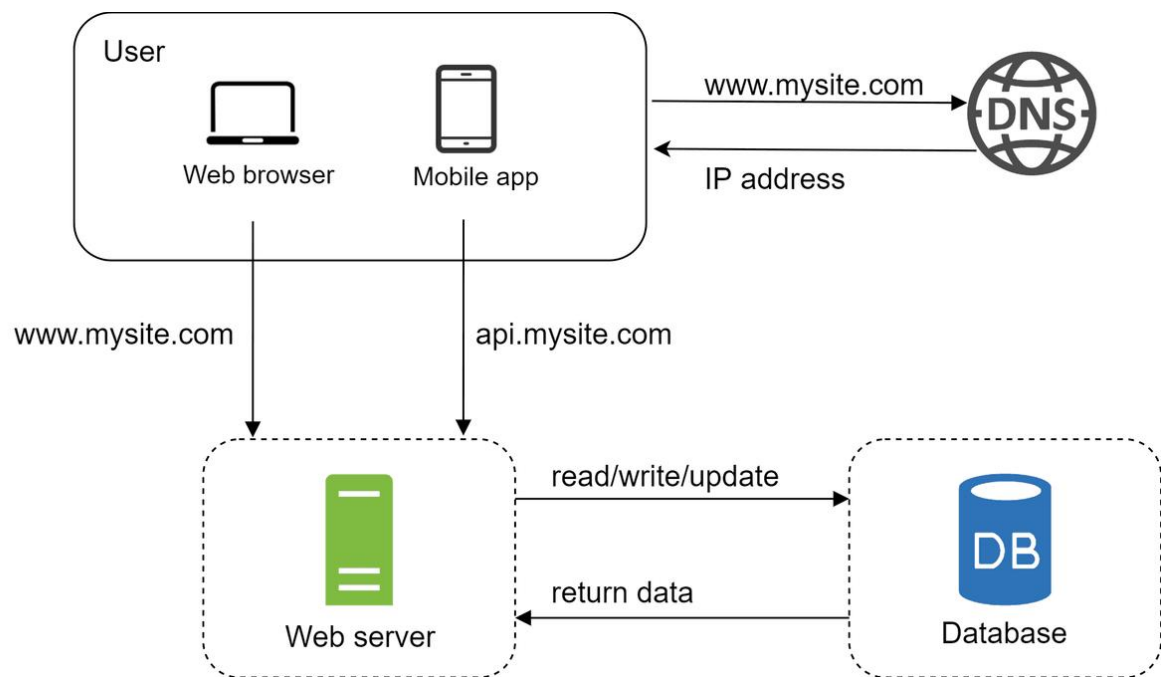 User
www.mysite.com
DNS
Web browser
Mobile app
IP address
www.mysite.com
api.mysite.com
read/write/update
DB
return data
Web server
Database